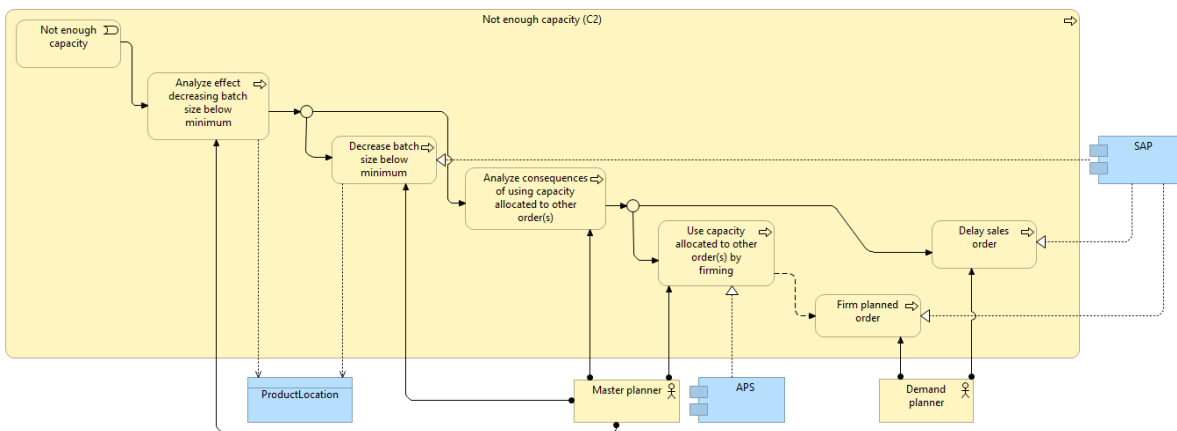 Not enough capacity (C2)
Not enough
capacity
Analyze effect
decreasing batch
size below
minimum
Decrease batch
size below
minimum
Analyze consequences
of using capacity
allocated to other
order(s)
Use capacity
allocated to other
order(s) by
firming
Delay sales
order
Firm planned
order
SAP
ProductLocation
Master planner
APS
Demand
planner